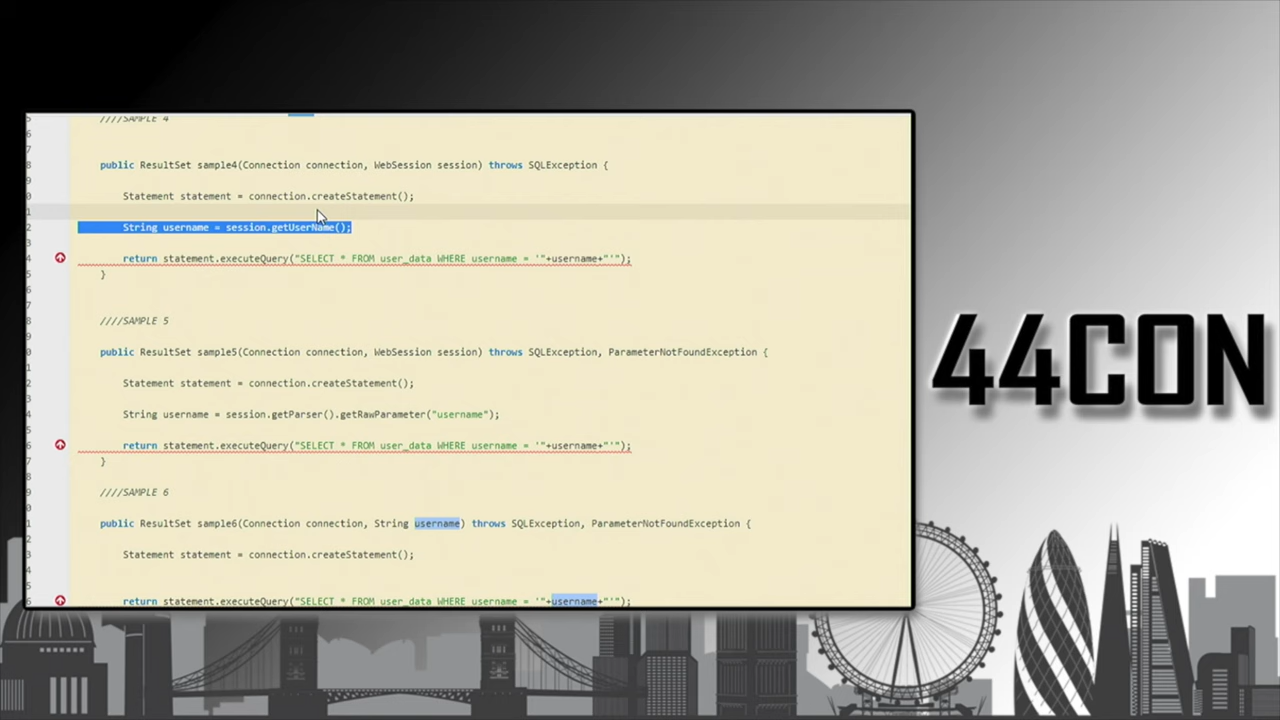 ////SAMPLE 4
public ResultSet sample4(Connection connection, WebSession session) throws SQLException {
Statement statement = connection.createStatement();
String username = session.getUserName();
return statement.executeQuery("SELECT * FROM user_data WHERE username = '"+username+"'");
}
////SAMPLE 5
public ResultSet sample5(Connection connection, WebSession session) throws SQLException, ParameterNotFoundException {
Statement statement = connection.createStatement();
String username = session.getParser().getRawParameter("username");
return statement.executeQuery("SELECT * FROM user_data WHERE username = '"+username+"'");
}
////SAMPLE 6
public ResultSet sample6(Connection connection, String username) throws SQLException, ParameterNotFoundException {
Statement statement = connection.createStatement();
return statement.executeQuery("SELECT * FROM user_data WHERE username = '"+username+"'");
44CON